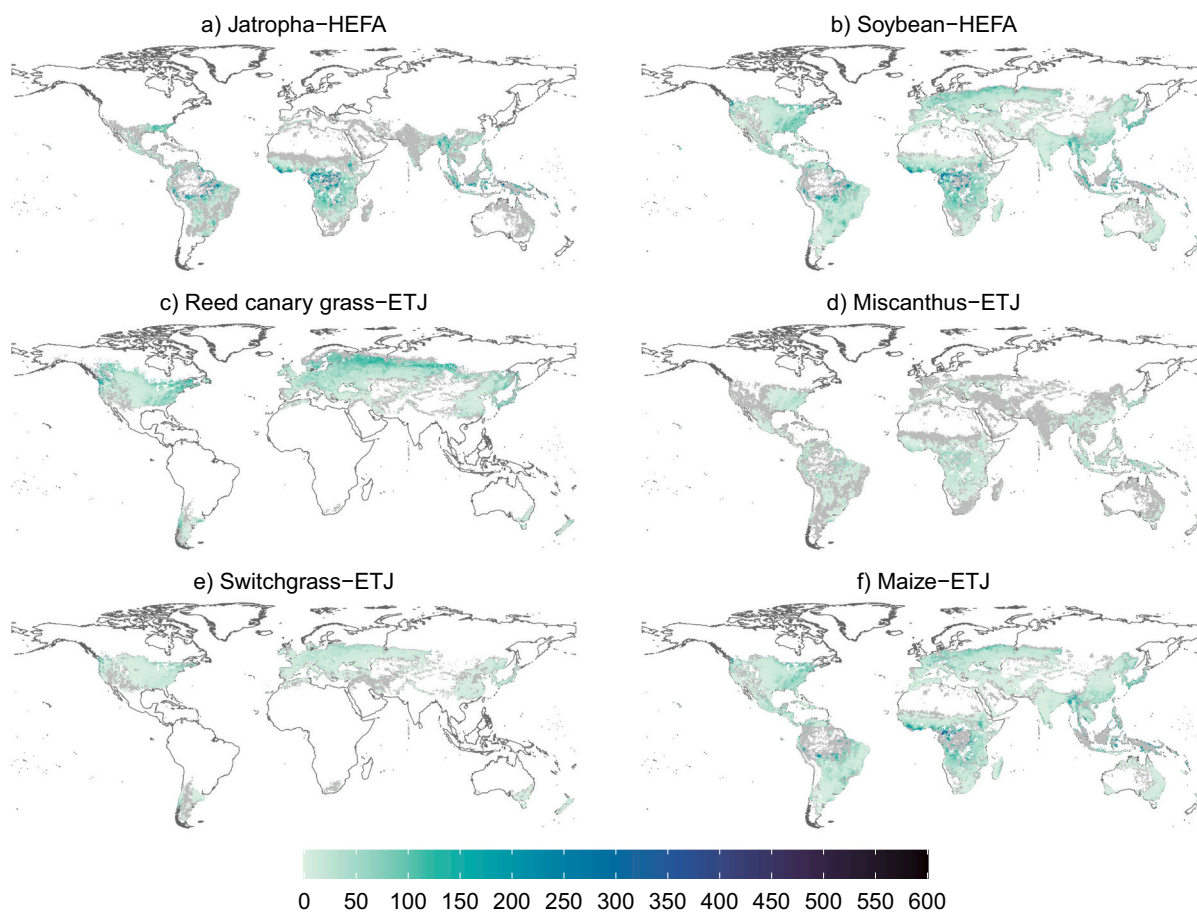 a) Jatropha−HEFA
b) Soybean−HEFA
c) Reed canary grass−ETJ
d) Miscanthus−ETJ
e) Switchgrass−ETJ
f) Maize−ETJ
0 50 100 150 200 250 300 350 400 450 500 550 600